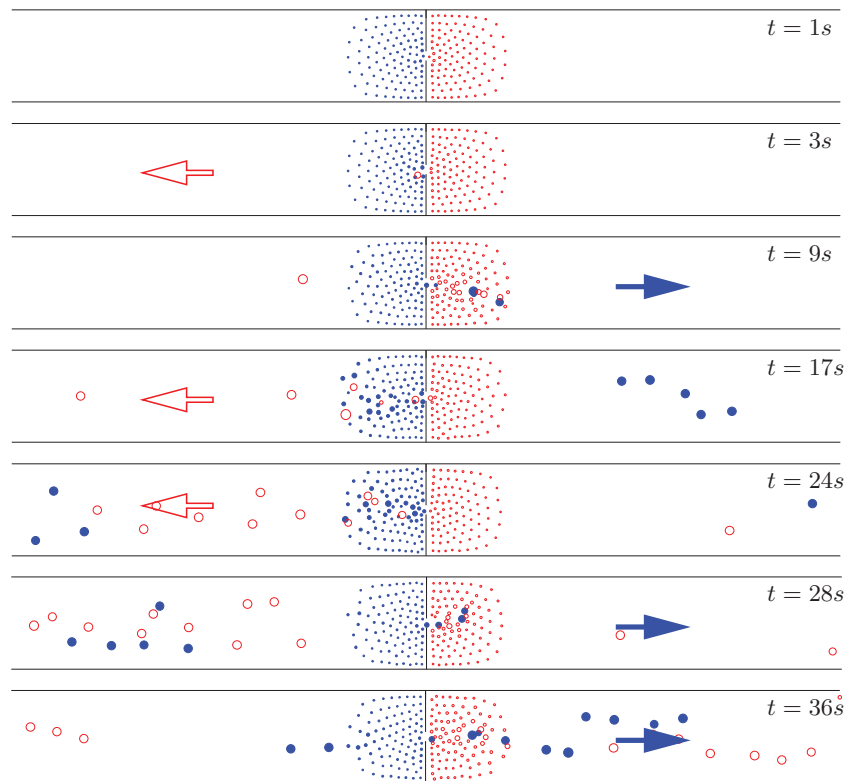 t = 1s
t = 3s
t = 9s
t = 17s
t = 24s
t = 28s
t = 36s